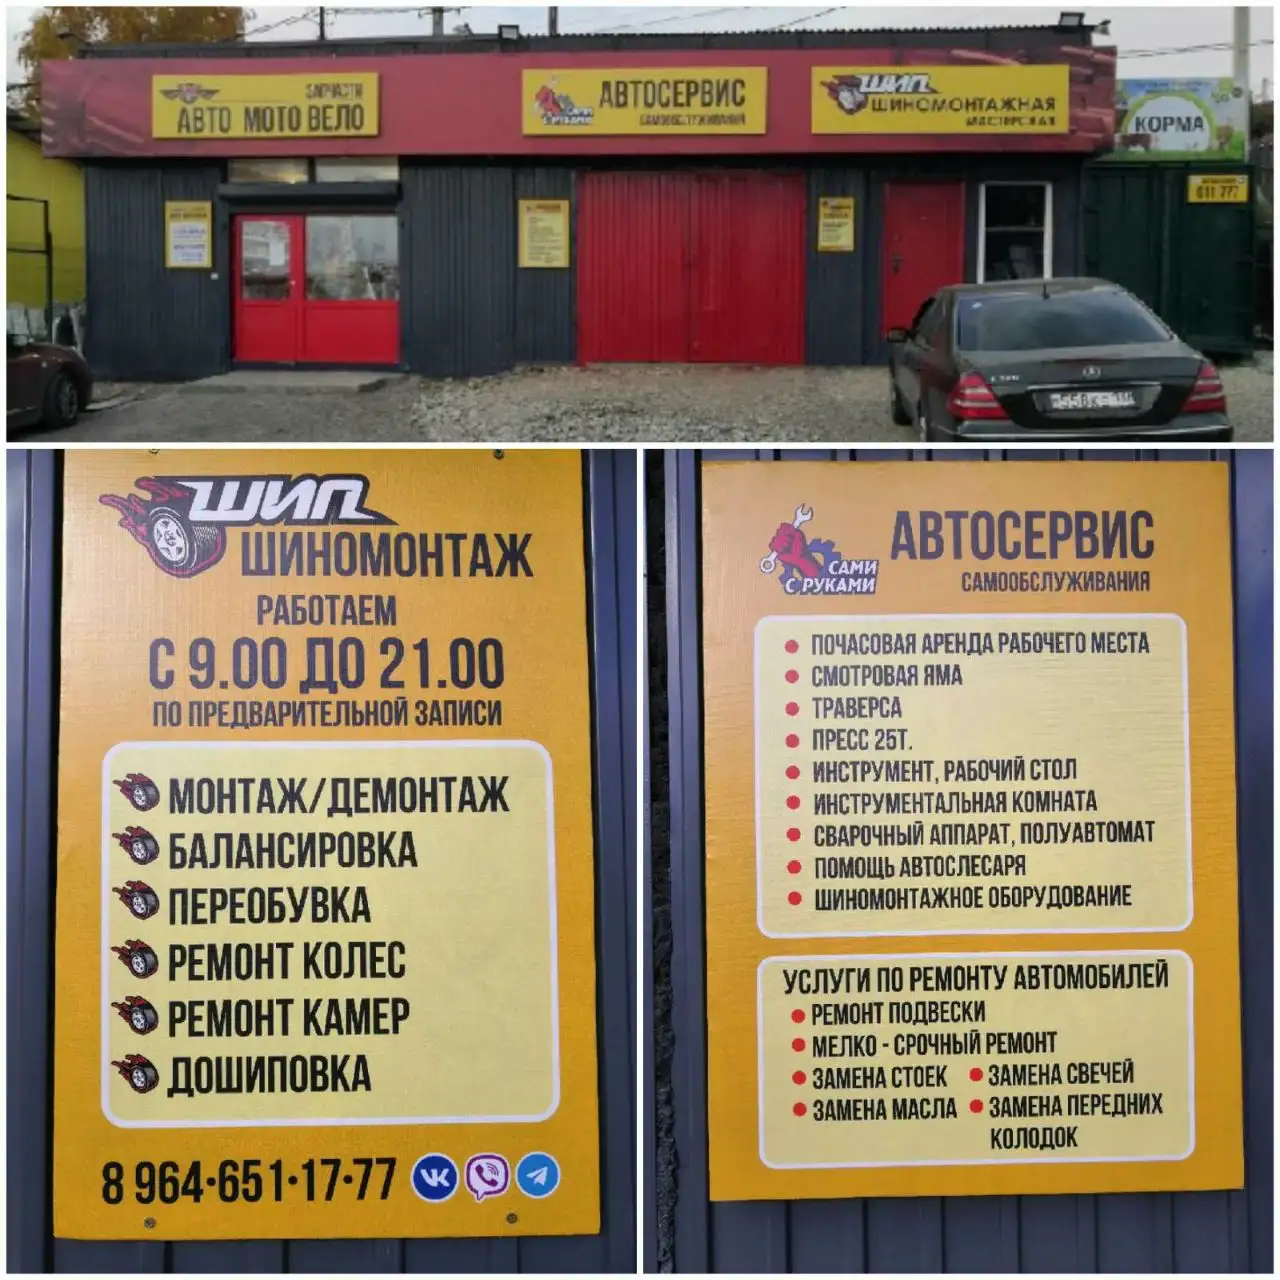 ЗАПЧАСТИ
АВТО МОТО ВЕЛО
САМИ
С РУКАМИ
АВТОСЕРВИС
САМООБСЛУЖИВАНИЯ
ШИП
ШИНОМОНТАЖНАЯ
МАСТЕРСКАЯ
КОРМА
611 777
ШИП
ШИНОМОНТАЖ
РАБОТАЕМ
С 9.00 ДО 21.00
ПО ПРЕДВАРИТЕЛЬНОЙ ЗАПИСИ
МОНТАЖ/ДЕМОНТАЖ
БАЛАНСИРОВКА
ПЕРЕОБУВКА
РЕМОНТ КОЛЕС
РЕМОНТ КАМЕР
ДОШИПОВКА
8 964•651•17•77
САМИ
С РУКАМИ
АВТОСЕРВИС
САМООБСЛУЖИВАНИЯ
ПОЧАСОВАЯ АРЕНДА РАБОЧЕГО МЕСТА
СМОТРОВАЯ ЯМА
ТРАВЕРСА
ПРЕСС 25Т.
ИНСТРУМЕНТ, РАБОЧИЙ СТОЛ
ИНСТРУМЕНТАЛЬНАЯ КОМНАТА
СВАРОЧНЫЙ АППАРАТ, ПОЛУАВТОМАТ
ПОМОЩЬ АВТОСЛЕСАРЯ
ШИНОМОНТАЖНОЕ ОБОРУДОВАНИЕ
УСЛУГИ ПО РЕМОНТУ АВТОМОБИЛЕЙ
РЕМОНТ ПОДВЕСКИ
МЕЛКО - СРОЧНЫЙ РЕМОНТ
ЗАМЕНА СТОЕК ЗАМЕНА СВЕЧЕЙ
ЗАМЕНА МАСЛА ЗАМЕНА ПЕРЕДНИХ
КОЛОДОК